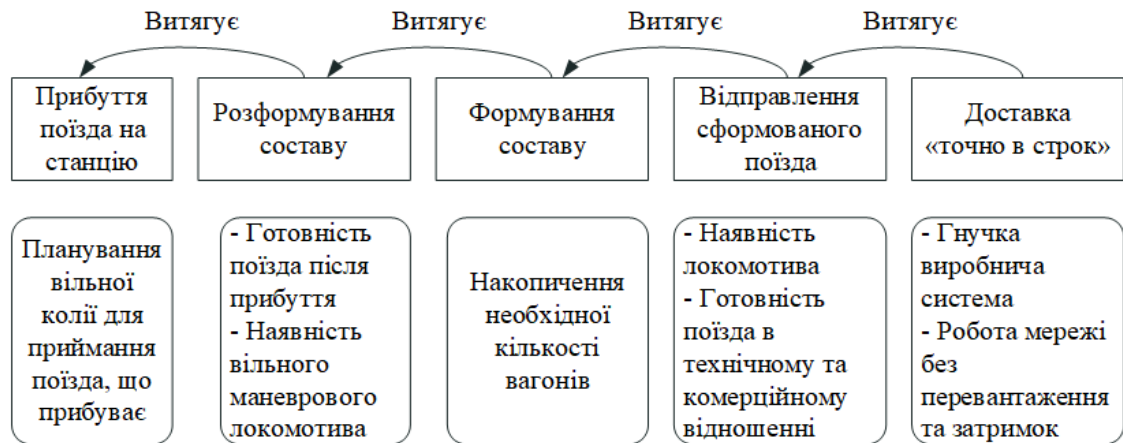 Витягує
Витягує
Витягує
Витягує
Прибуття
поїзда на
станцію
Розформування
составу
Формування
составу
Відправлення
сформованого
поїзда
Доставка
«точно в строк»
Планування
вільної
колії для
приймання
поїзда, що
прибуває
- Готовність
поїзда після
прибуття
- Наявність
вільного
маневрового
локомотива
Накопичення
необхідної
кількості
вагонів
- Наявність
локомотива
- Готовність
поїзда в
технічному та
комерційному
відношенні
- Гнучка
виробнича
система
- Робота мережі
без
перевантаження
та затримок